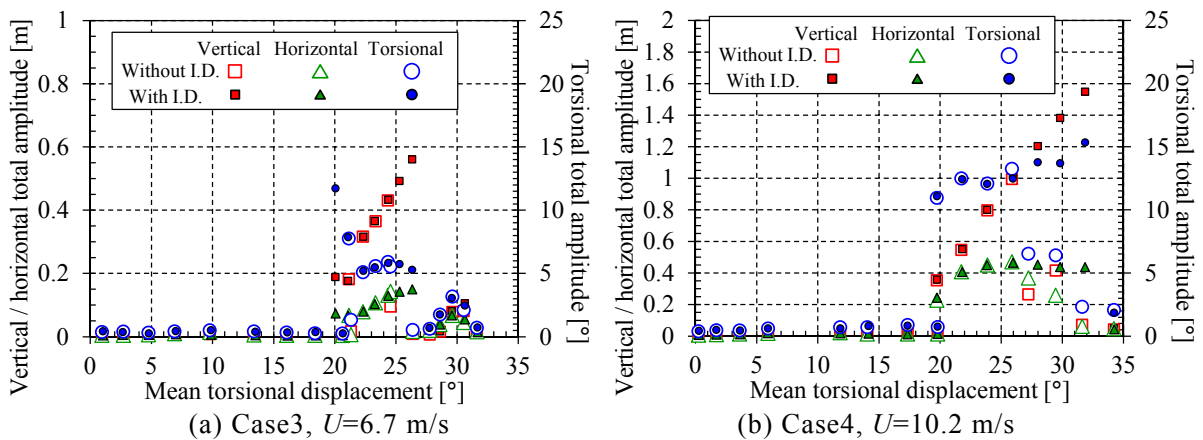 Vertical / horizontal total amplitude [m]
1
0.8
0.6
0.4
0.2
0
Vertical Horizontal Torsional
Without I.D.
With I.D.
25
20
15
10
5
0
Torsional total amplitude [°]
0 5 10 15 20 25 30 35
Mean torsional displacement [°]
(a) Case3, U=6.7 m/s
Vertical / horizontal total amplitude [m]
2
1.8
1.6
1.4
1.2
1
0.8
0.6
0.4
0.2
0
Vertical Horizontal Torsional
Without I.D.
With I.D.
25
20
15
10
5
0
Torsional total amplitude [°]
0 5 10 15 20 25 30 35
Mean torsional displacement [°]
(b) Case4, U=10.2 m/s